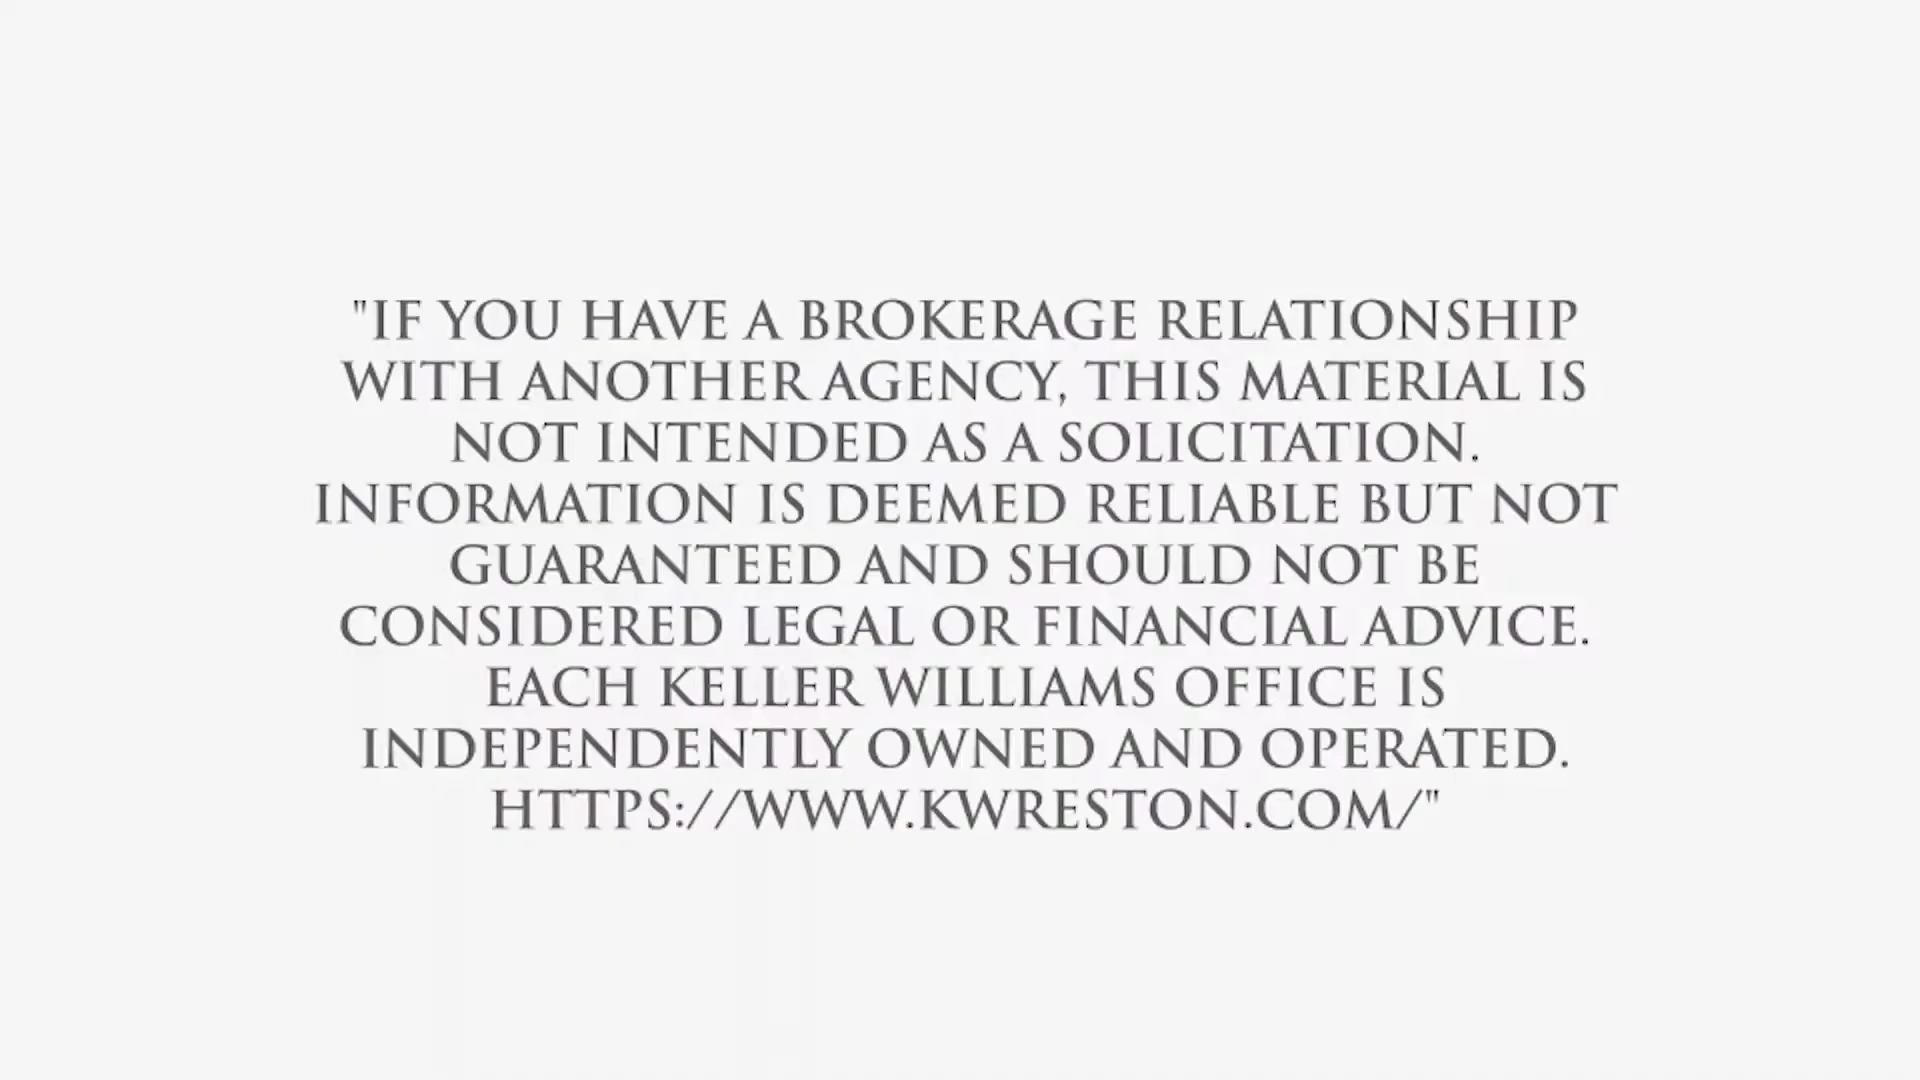 "IF YOU HAVE A BROKERAGE RELATIONSHIP
WITH ANOTHER AGENCY, THIS MATERIAL IS
NOT INTENDED AS A SOLICITATION.
INFORMATION IS DEEMED RELIABLE BUT NOT
GUARANTEED AND SHOULD NOT BE
CONSIDERED LEGAL OR FINANCIAL ADVICE.
EACH KELLER WILLIAMS OFFICE IS
INDEPENDENTLY OWNED AND OPERATED.
HTTPS://WWW.KWRESTON.COM/"